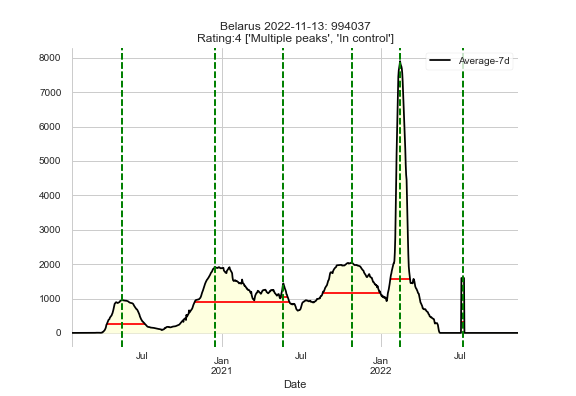 Belarus 2022-11-13: 994037
Rating:4 ['Multiple peaks', 'In control']
Average-7d
8000
7000
6000
5000
4000
3000
2000
1000
0
Jul
Jan
2021
Jul
Jan
2022
Jul
Date